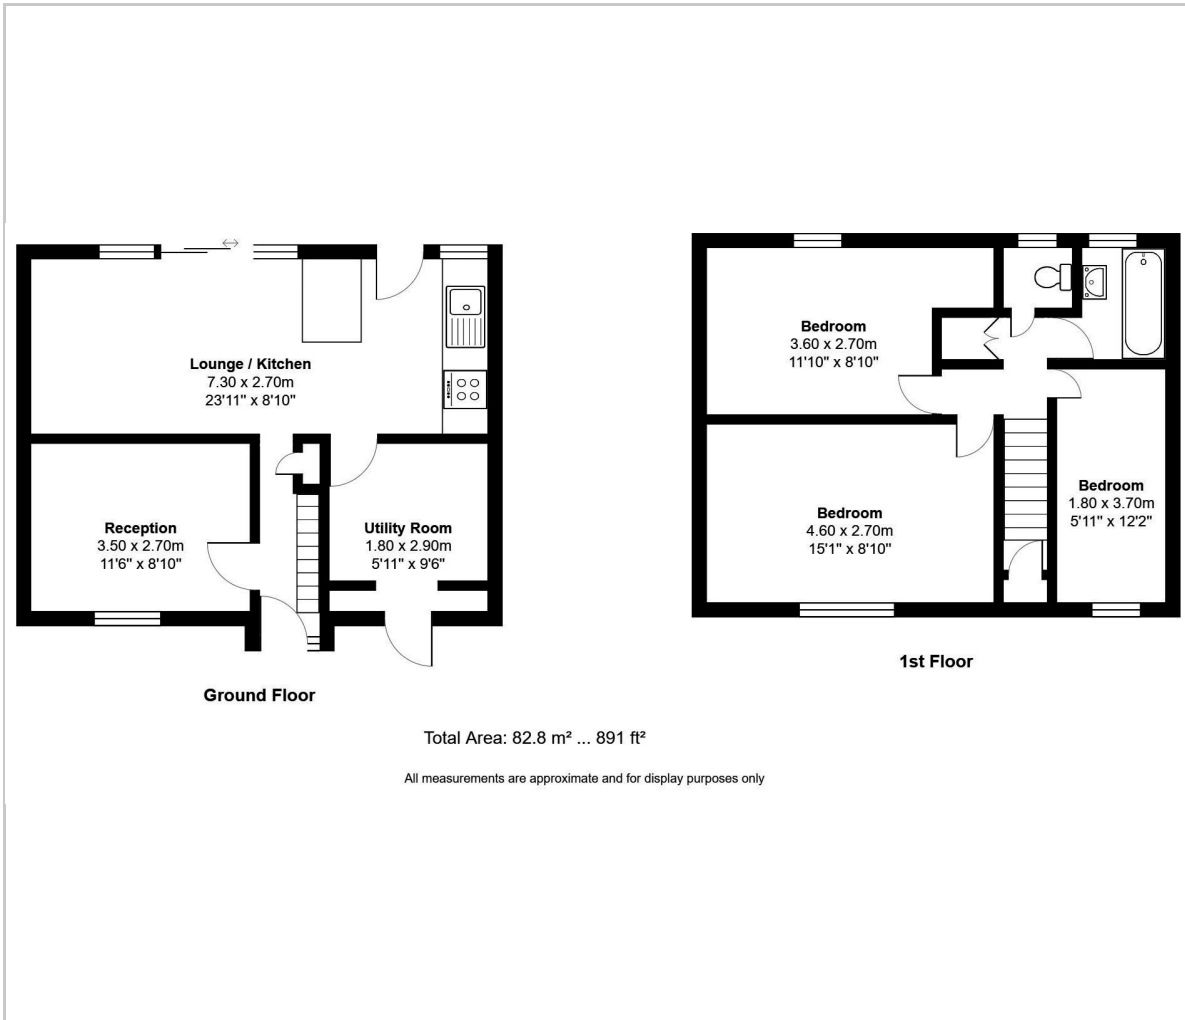 Lounge / Kitchen
7.30 x 2.70m
23'11" x 8'10"
Reception
3.50 x 2.70m
11'6" x 8'10"
Utility Room
1.80 x 2.90m
5'11" x 9'6"
Ground Floor
Bedroom
3.60 x 2.70m
11'10" x 8'10"
Bedroom
4.60 x 2.70m
15'1" x 8'10"
Bedroom
1.80 x 3.70m
5'11" x 12'2"
1st Floor
Total Area: 82.8 m² ... 891 ft²
All measurements are approximate and for display purposes only